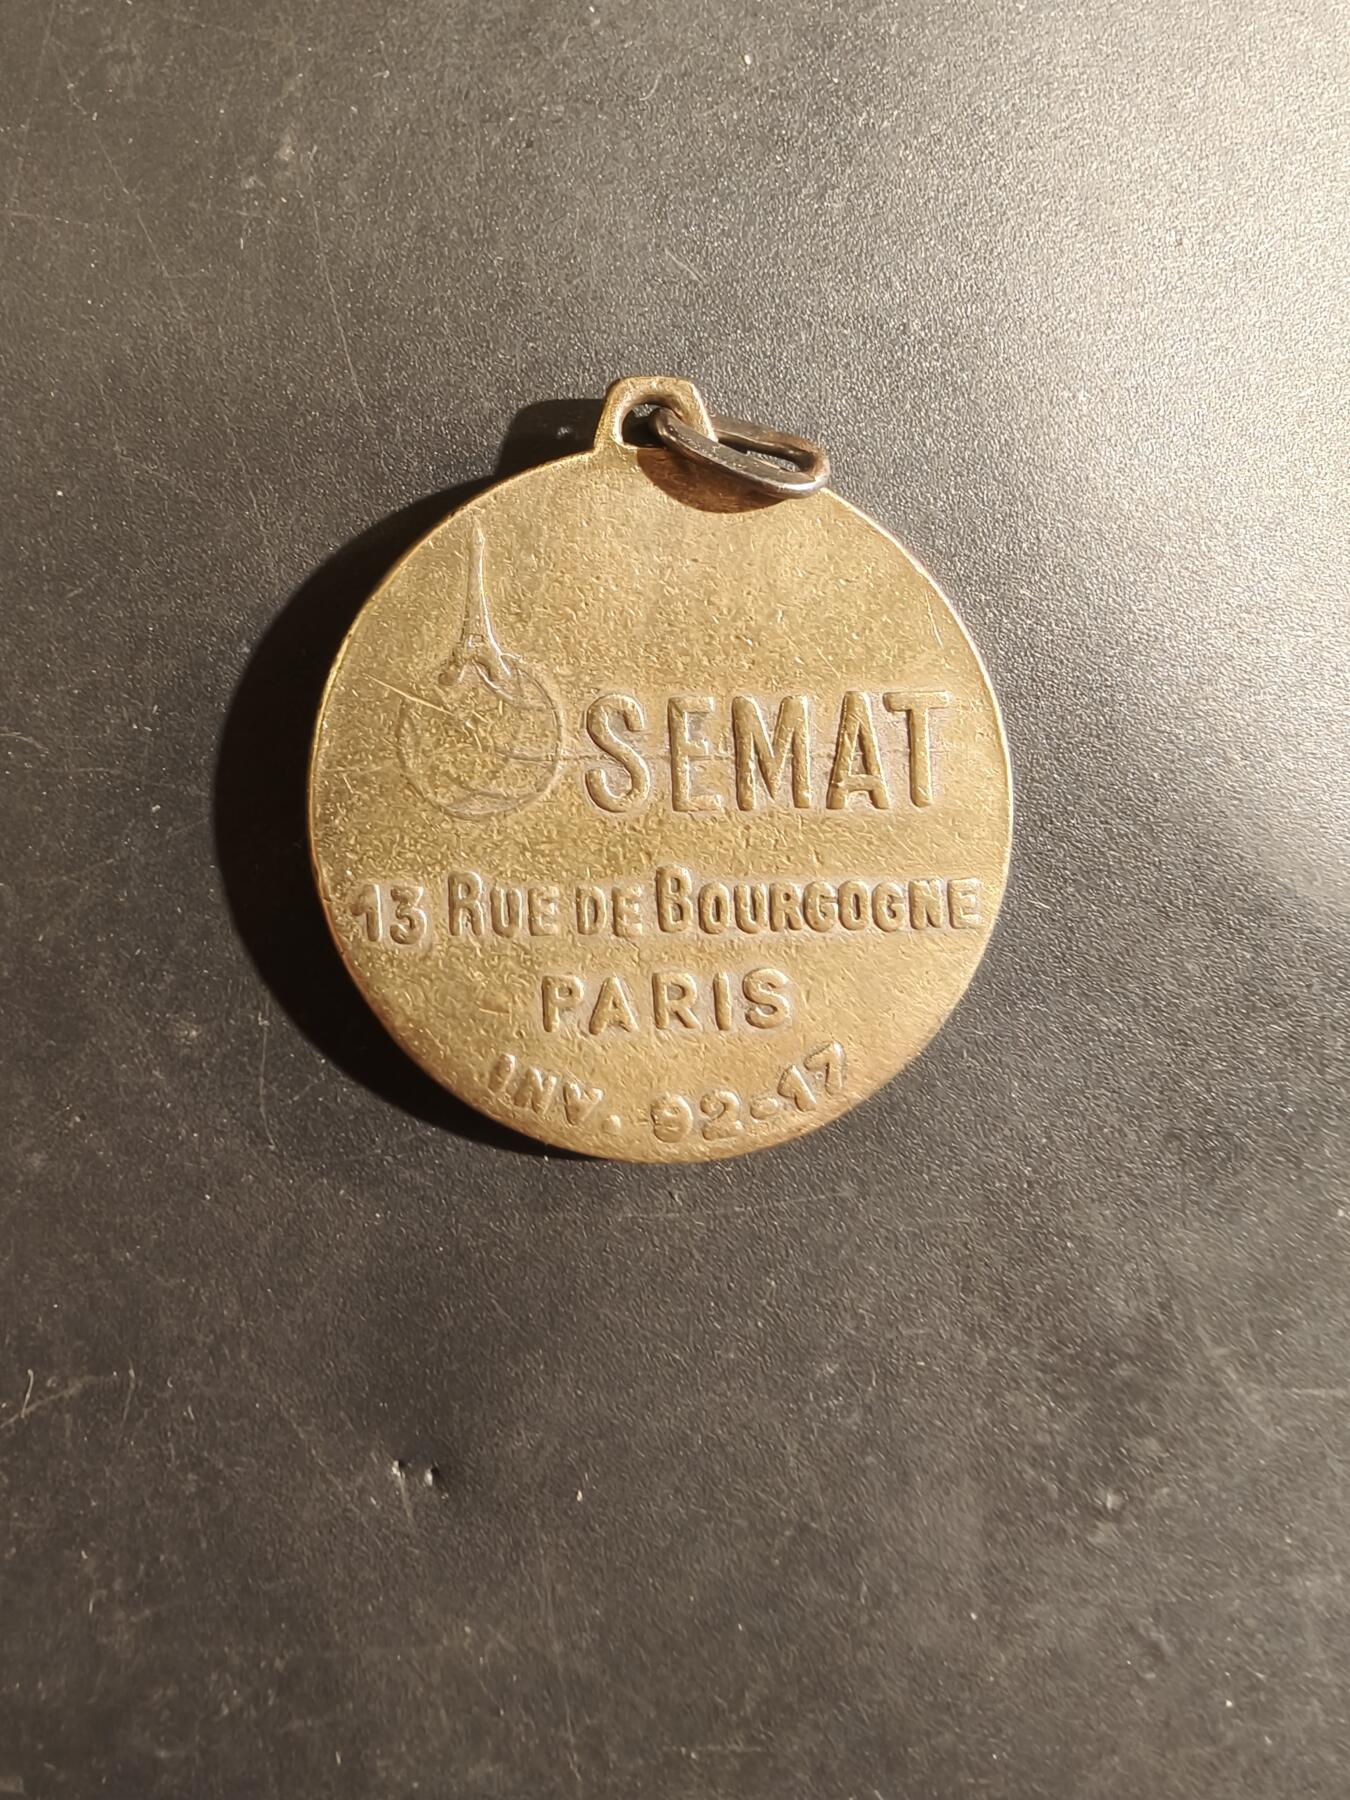 SEMAT
13 RUE DE BOURGOGNE
PARIS
INV. 92-17